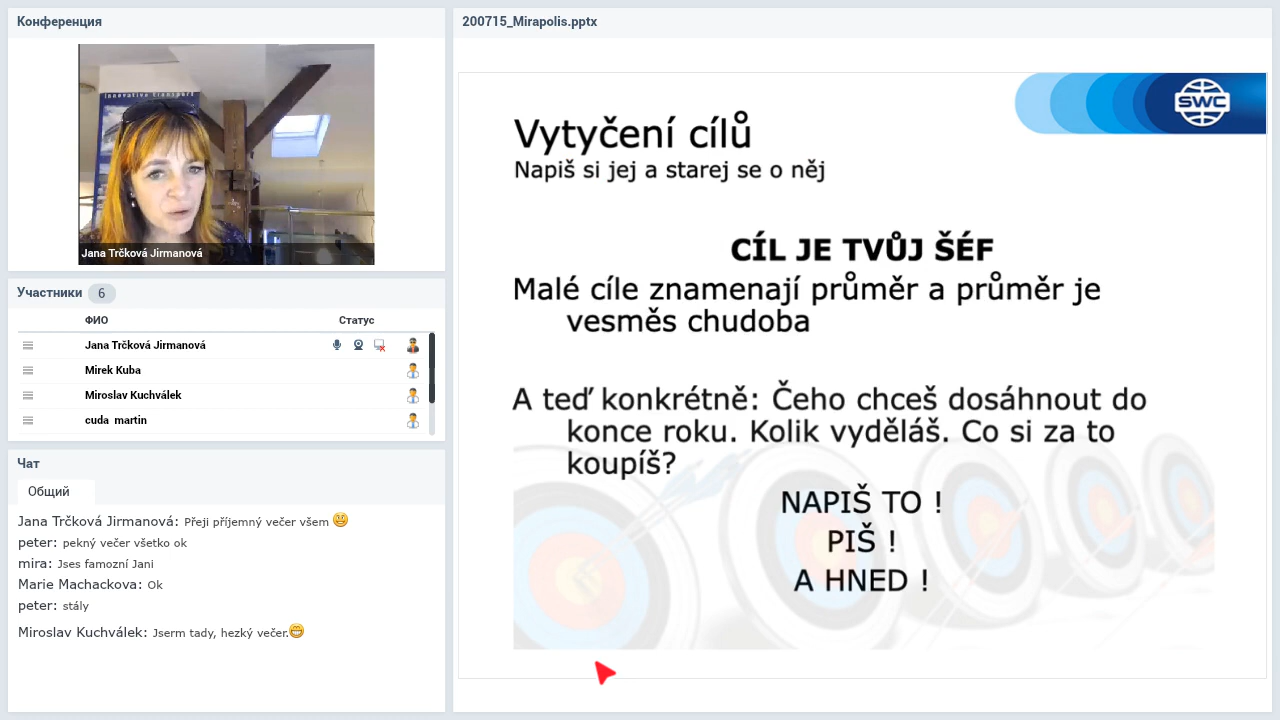 Конференция
Innovative Transport
Jana Trčková Jirmanová
Участники 6
ФИО Статус
Jana Trčková Jirmanová
Mirek Kuba
Miroslav Kuchválek
cuda martin
Чат
Общий
Jana Trčková Jirmanová: Přeji příjemný večer všem
peter: pekný večer všetko ok
mira: Jses famozní Jani
Marie Machackova: Ok
peter: stály
Miroslav Kuchválek: Jserm tady, hezký večer.
200715_Mirapolis.pptx
SWC
Vytyčení cílů
Napiš si jej a starej se o něj
CÍL JE TVŮJ ŠÉF
Malé cíle znamenají průměr a průměr je
vesměs chudoba
A teď konkrétně: Čeho chceš dosáhnout do
konce roku. Kolik vyděláš. Co si za to
koupíš?
NAPIŠ TO !
PIŠ !
A HNED !